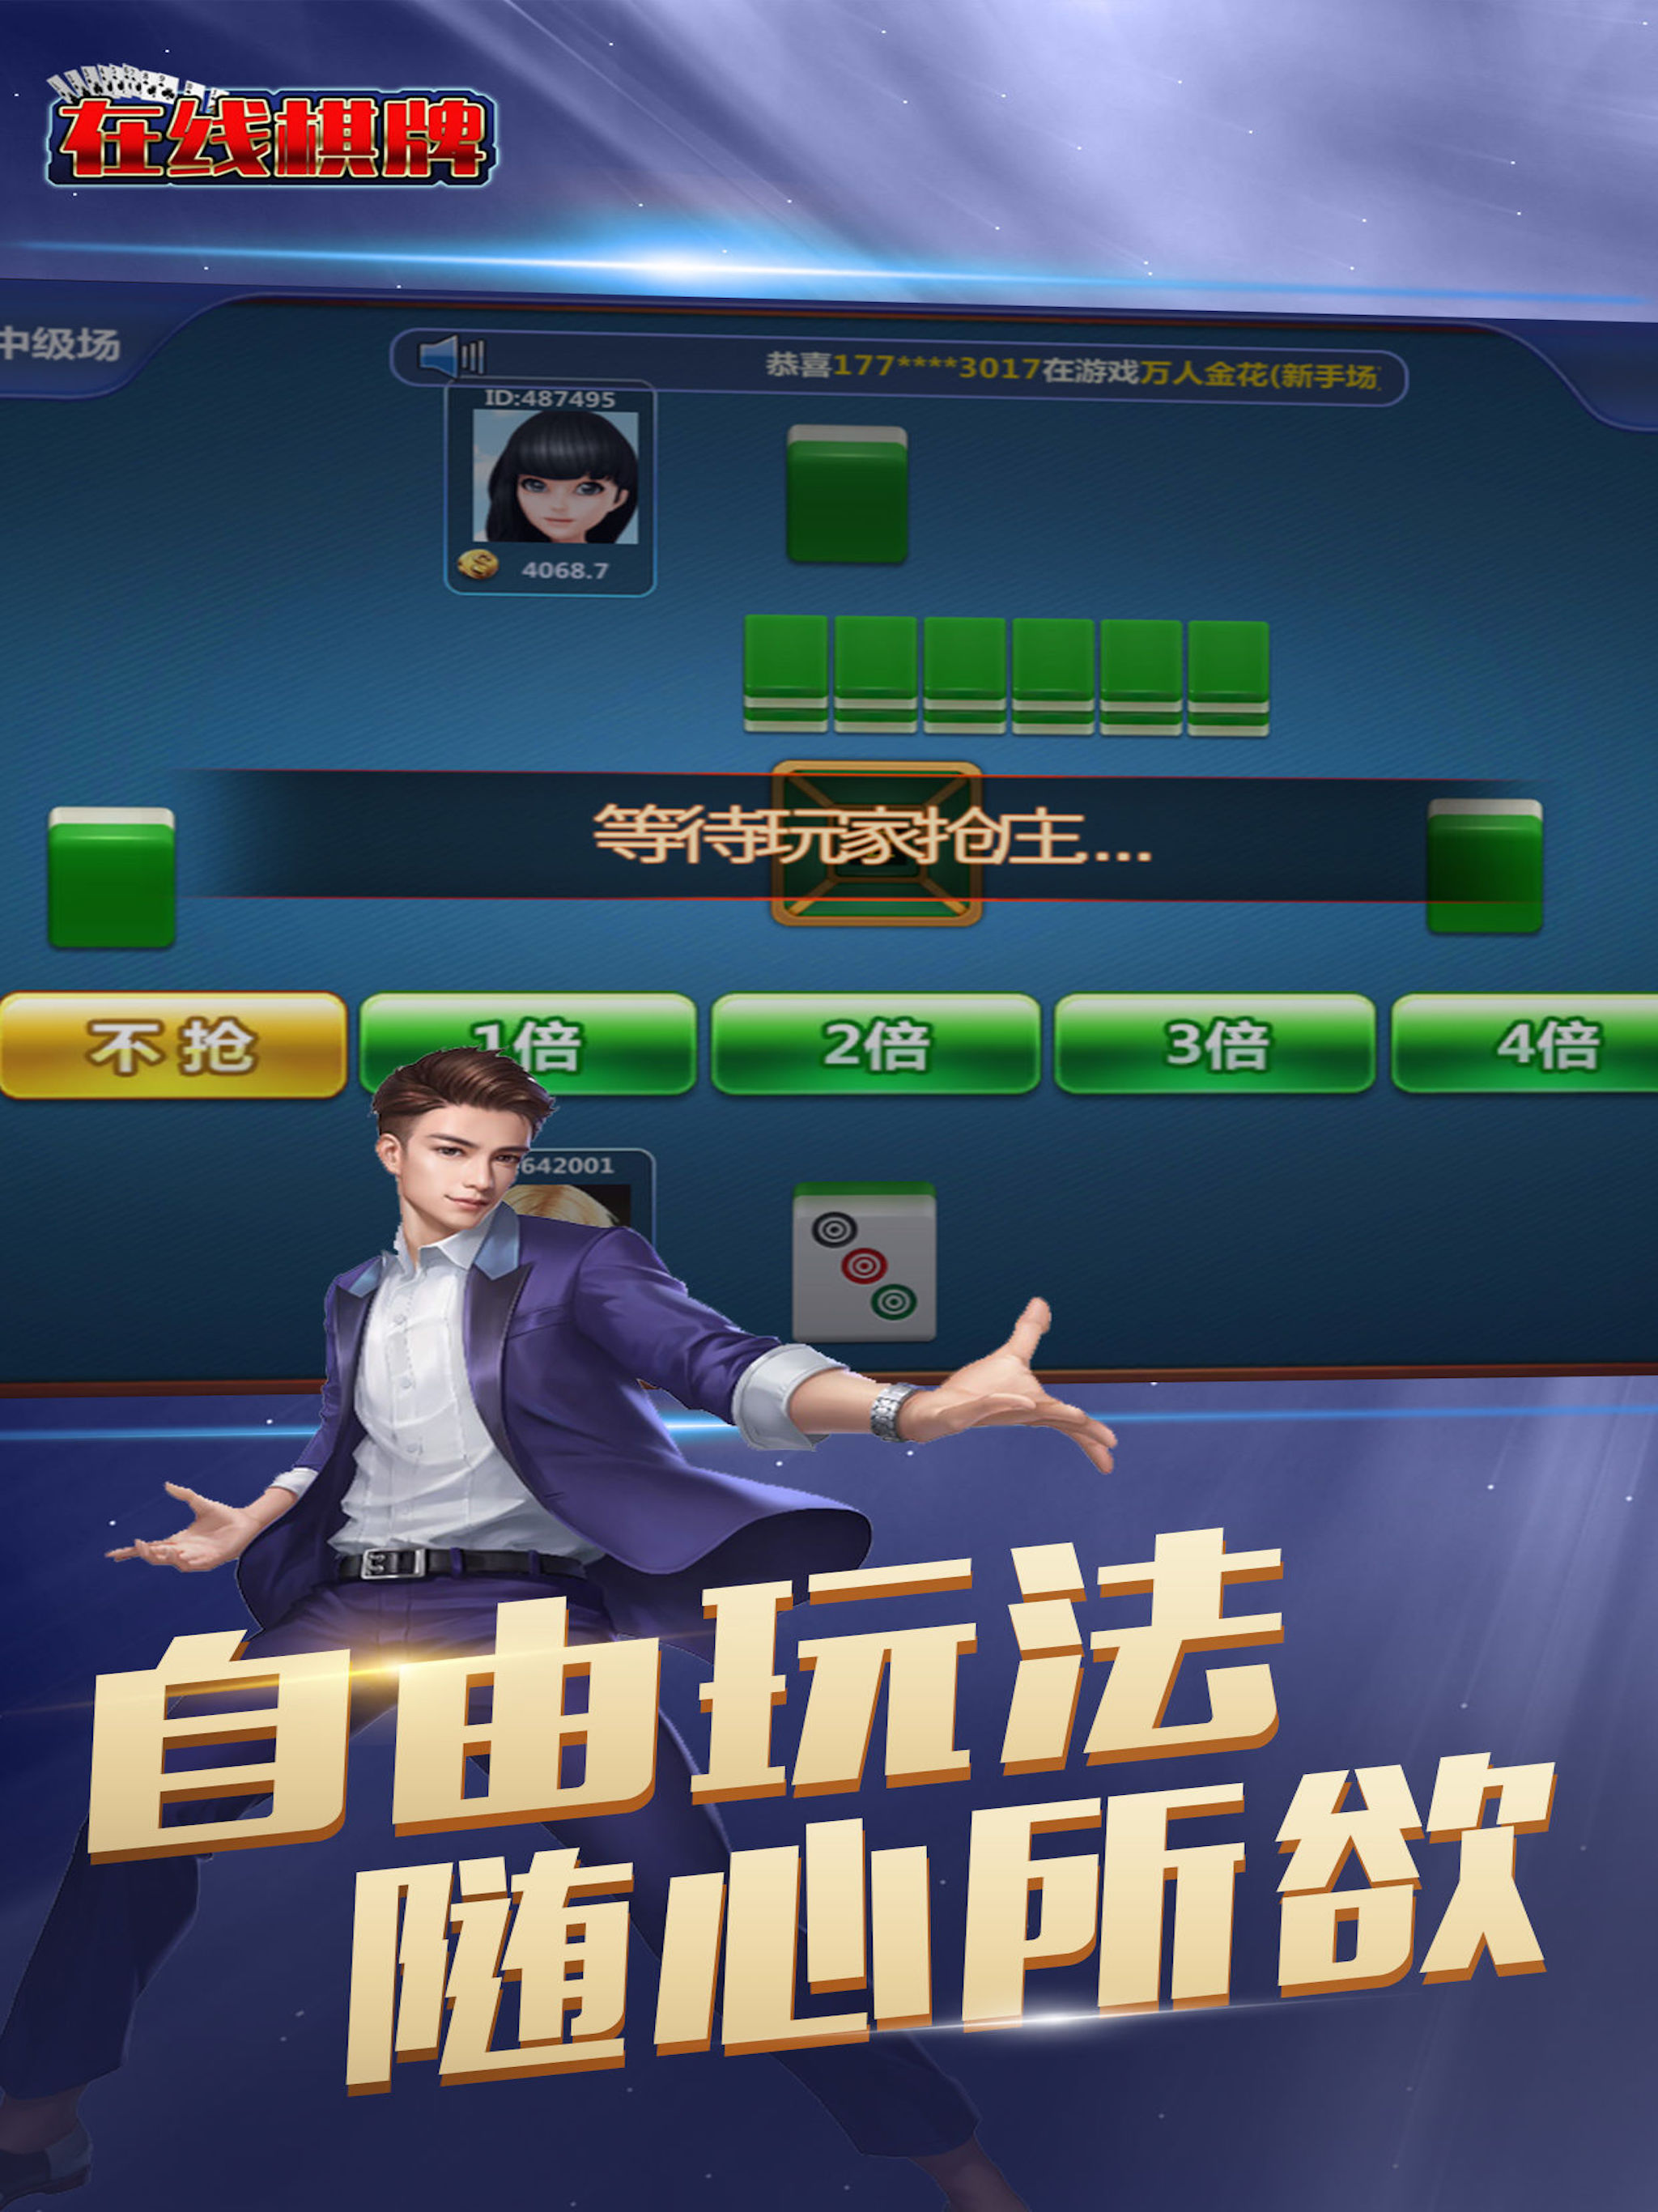 在线棋牌
中级场
恭喜177****3017在游戏万人金花(新手场
ID:487495
4068.7
等待玩家抢主...
不抢 1倍 2倍 3倍 4倍
642001
自由玩法
随心所欲